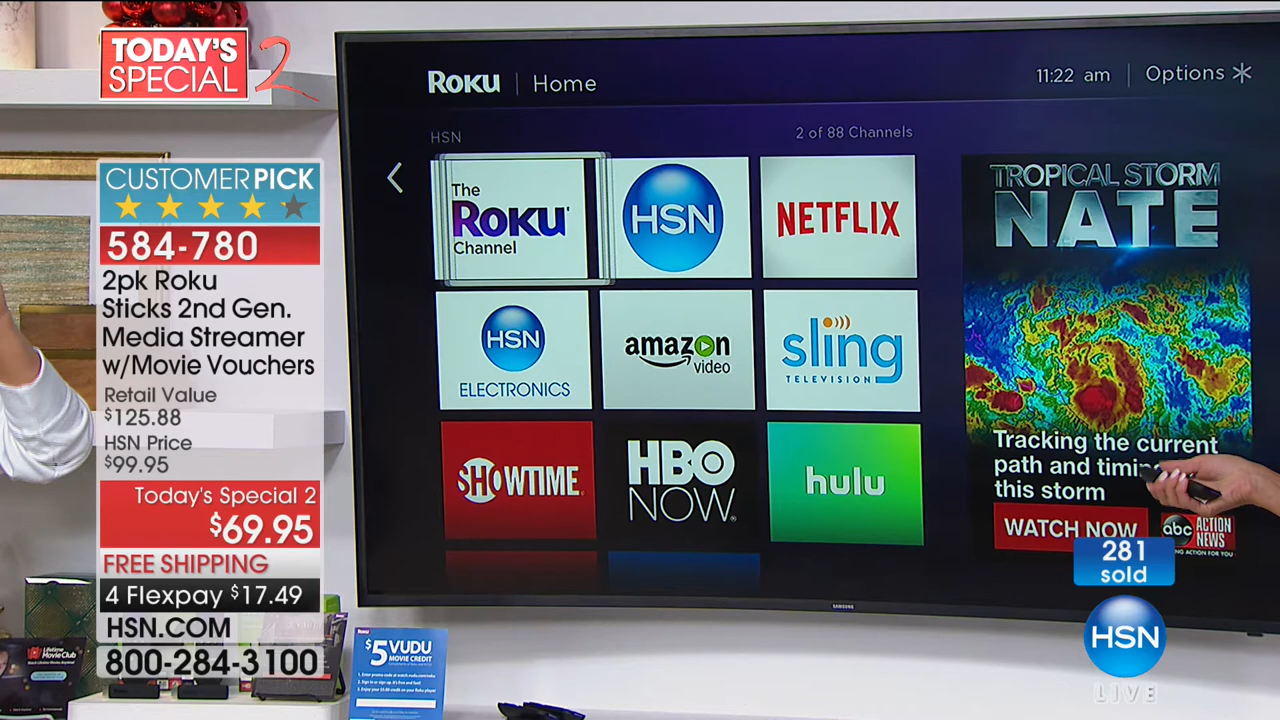 TODAY'S
SPECIAL 2
CUSTOMER PICK
584-780
2pk Roku
Sticks 2nd Gen.
Media Streamer
w/Movie Vouchers
Retail Value
$125.88
HSN Price
$99.95
Today's Special 2
$69.95
FREE SHIPPING
4 Flexpay $17.49
HSN.COM
800-284-3100
ROKU | Home
11:22 am | Options
HSN
2 of 88 Channels
The
ROKU
Channel
HSN
NETFLIX
HSN
ELECTRONICS
amazon
video
sling
TELEVISION
SHOWTIME
HBO
NOW
hulu
TROPICAL STORM
NATE
Tracking the current
path and timing
this storm
WATCH NOW
abc ACTION
NEWS
SAMSUNG
281
sold
HSN
LIVE
Lifetime
Movie Club
Roku
$5 VUDU
MOVIE CREDIT